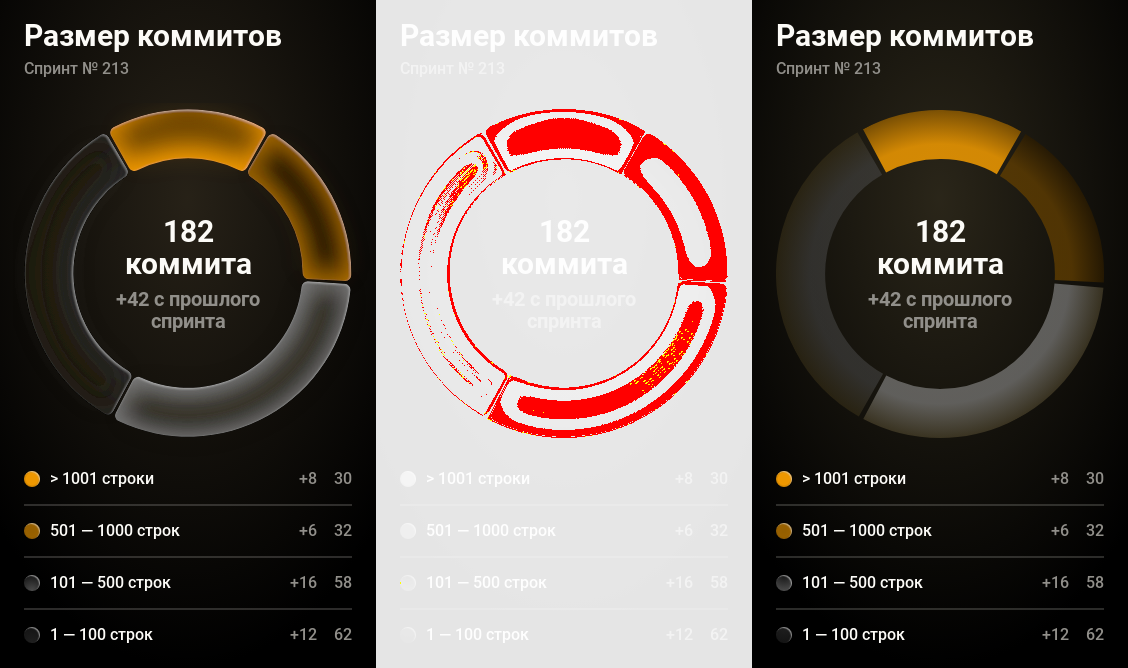 Размер коммитов
Спринт № 213
182
коммита
+42 с прошлого
спринта
> 1001 строки +8 30
501 — 1000 строк +6 32
101 — 500 строк +16 58
1 — 100 строк +12 62
Размер коммитов
Спринт № 213
182
коммита
+42 с прошлого
спринта
> 1001 строки +8 30
501 — 1000 строк +6 32
101 — 500 строк +16 58
1 — 100 строк +12 62
Размер коммитов
Спринт № 213
182
коммита
+42 с прошлого
спринта
> 1001 строки +8 30
501 — 1000 строк +6 32
101 — 500 строк +16 58
1 — 100 строк +12 62